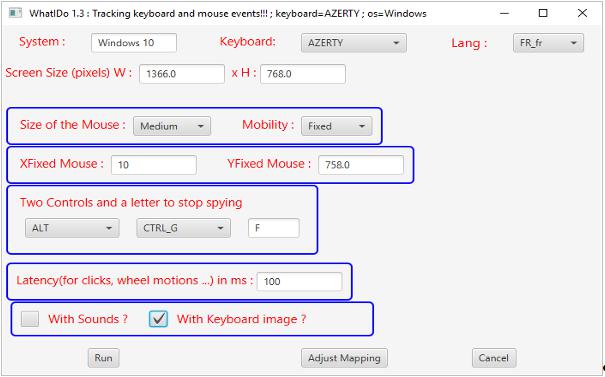 WhatIDo 1.3 : Tracking keyboard and mouse events!!! ; keyboard=AZERTY ; os=Windows
System : Windows 10 Keyboard: AZERTY Lang : FR_fr
Screen Size (pixels) W : 1366.0 x H : 768.0
Size of the Mouse : Medium Mobility : Fixed
XFixed Mouse : 10 YFixed Mouse : 758.0
Two Controls and a letter to stop spying
ALT CTRL_G F
Latency(for clicks, wheel motions ...) in ms : 100
With Sounds ? With Keyboard image ?
Run Adjust Mapping Cancel